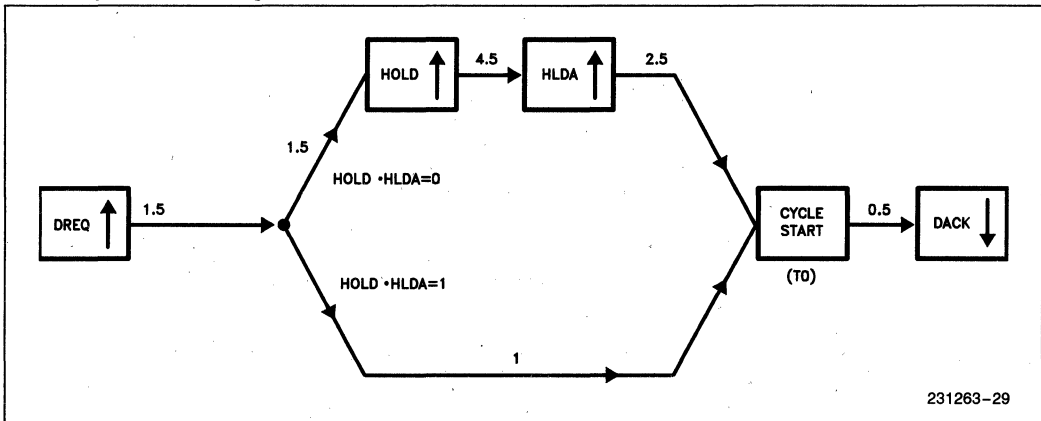 HOLD
4.5
HLDA
2.5
1.5
HOLD •HLDA=0
DREQ
1.5
CYCLE
START
0.5
DACK
(T0)
HOLD •HLDA=1
1
231263-29